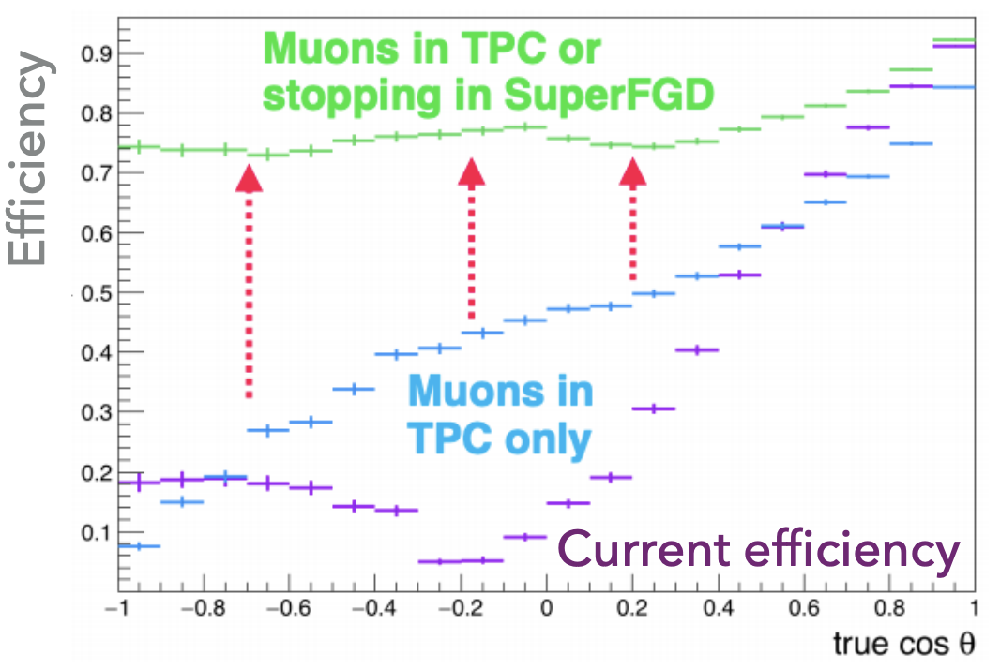 Efficiency
Muons in TPC or
stopping in SuperFGD
0.9
0.8
0.7
0.6
0.5
0.4
0.3
0.2
0.1
Muons in
TPC only
Current efficiency
−1 −0.8 −0.6 −0.4 −0.2 0 0.2 0.4 0.6 0.8 1
true cos θ